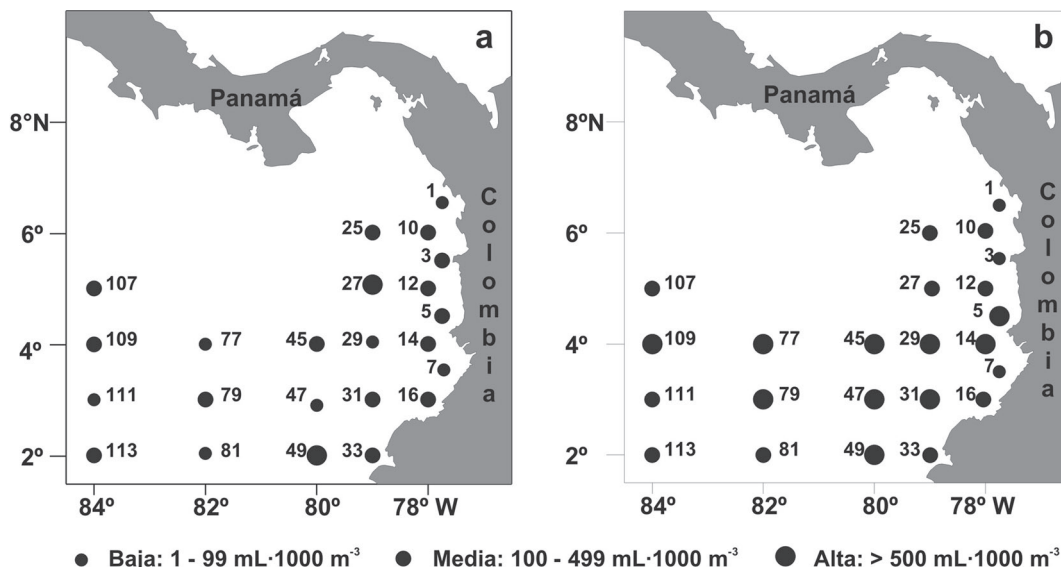 a
Panamá
8°N
Colombia
1
6º
25
10
3
107
27
12
5
4º
109
77
45
29
14
7
111
79
47
31
16
2º
113
81
49
33
84º
82º
80º
78º W
b
Panamá
8ºN
Colombia
1
6º
25
10
3
107
27
12
5
4º
109
77
45
29
14
7
111
79
47
31
16
2º
113
81
49
33
84º
82º
80º
78º W
Baja: 1 - 99 mL·1000 m⁻³
Media: 100 - 499 mL·1000 m⁻³
Alta: > 500 mL·1000 m⁻³